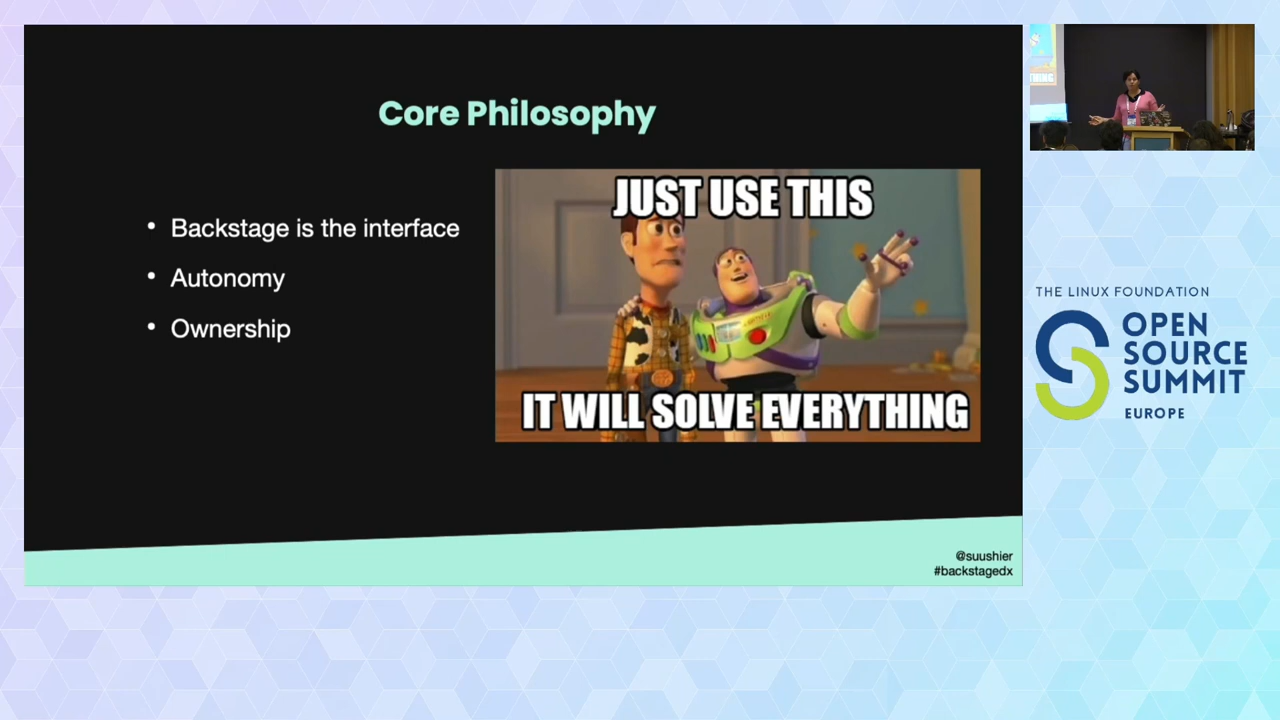 Core Philosophy
• Backstage is the interface
• Autonomy
• Ownership
JUST USE THIS
IT WILL SOLVE EVERYTHING
@suushier
#backstagedx
THE LINUX FOUNDATION
OPEN
SOURCE
SUMMIT
EUROPE